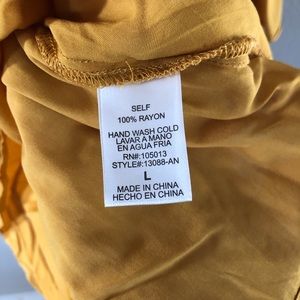 SELF
100% RAYON
HAND WASH COLD
LAVAR A MANO
EN AGUA FRIA
RN#:105013
STYLE#:13088-AN
L
MADE IN CHINA
HECHO EN CHINA